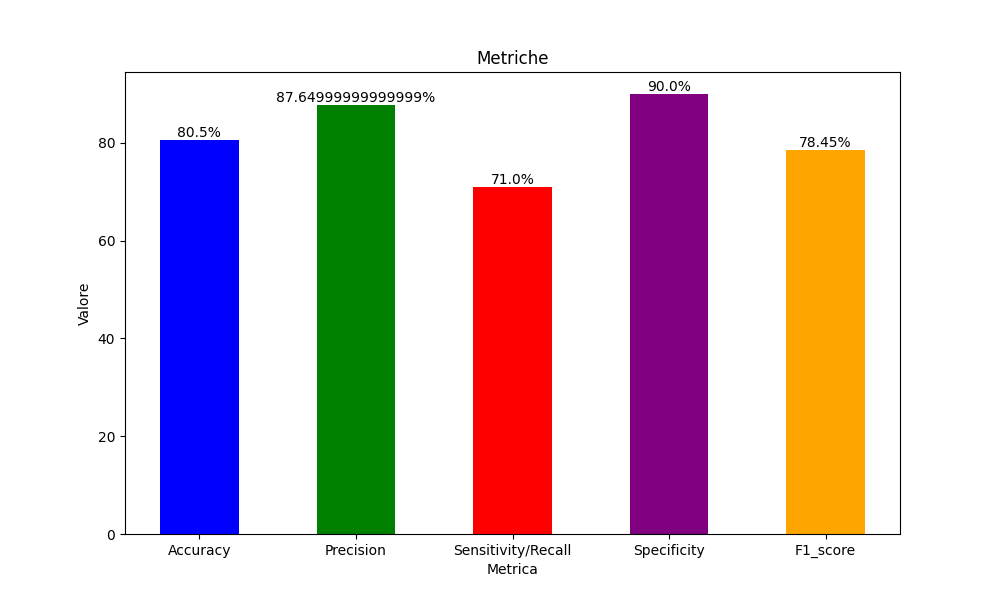 Metriche
90.0%
87.64999999999999%
80.5%
78.45%
71.0%
Valore
80
60
40
20
0
Accuracy Precision Sensitivity/Recall Specificity F1_score
Metrica